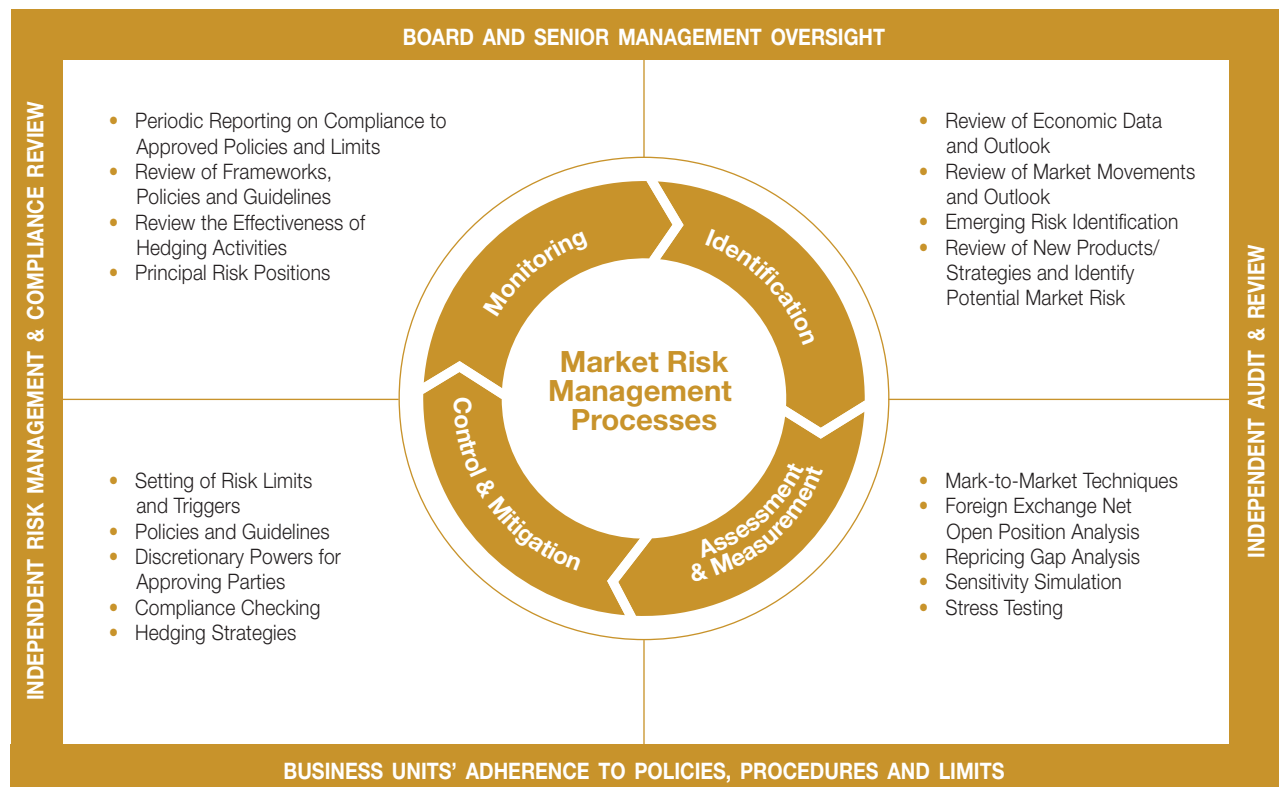 BOARD AND SENIOR MANAGEMENT OVERSIGHT
INDEPENDENT RISK MANAGEMENT & COMPLIANCE REVIEW
• Periodic Reporting on Compliance to
Approved Policies and Limits
• Review of Frameworks,
Policies and Guidelines
• Review the Effectiveness of
Hedging Activities
• Principal Risk Positions
• Review of Economic Data
and Outlook
• Review of Market Movements
and Outlook
• Emerging Risk Identification
• Review of New Products/
Strategies and Identify
Potential Market Risk
Monitoring
Identification
Market Risk
Management
Processes
Control & Mitigation
Assessment
& Measurement
• Setting of Risk Limits
and Triggers
• Policies and Guidelines
• Discretionary Powers for
Approving Parties
• Compliance Checking
• Hedging Strategies
• Mark-to-Market Techniques
• Foreign Exchange Net
Open Position Analysis
• Repricing Gap Analysis
• Sensitivity Simulation
• Stress Testing
INDEPENDENT AUDIT & REVIEW
BUSINESS UNITS' ADHERENCE TO POLICIES, PROCEDURES AND LIMITS